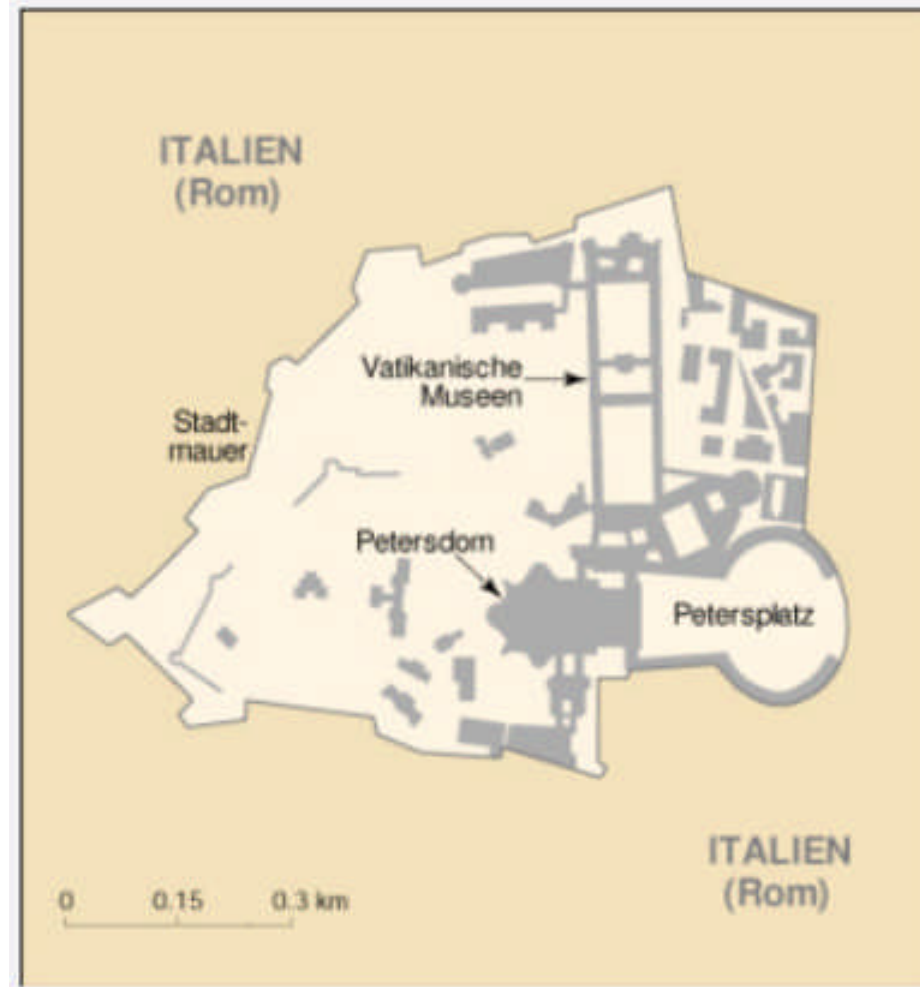 ITALIEN
(Rom)
Vatikanische
Museen
Stadt-
mauer
Petersdom
Petersplatz
ITALIEN
(Rom)
0 0.15 0.3 km